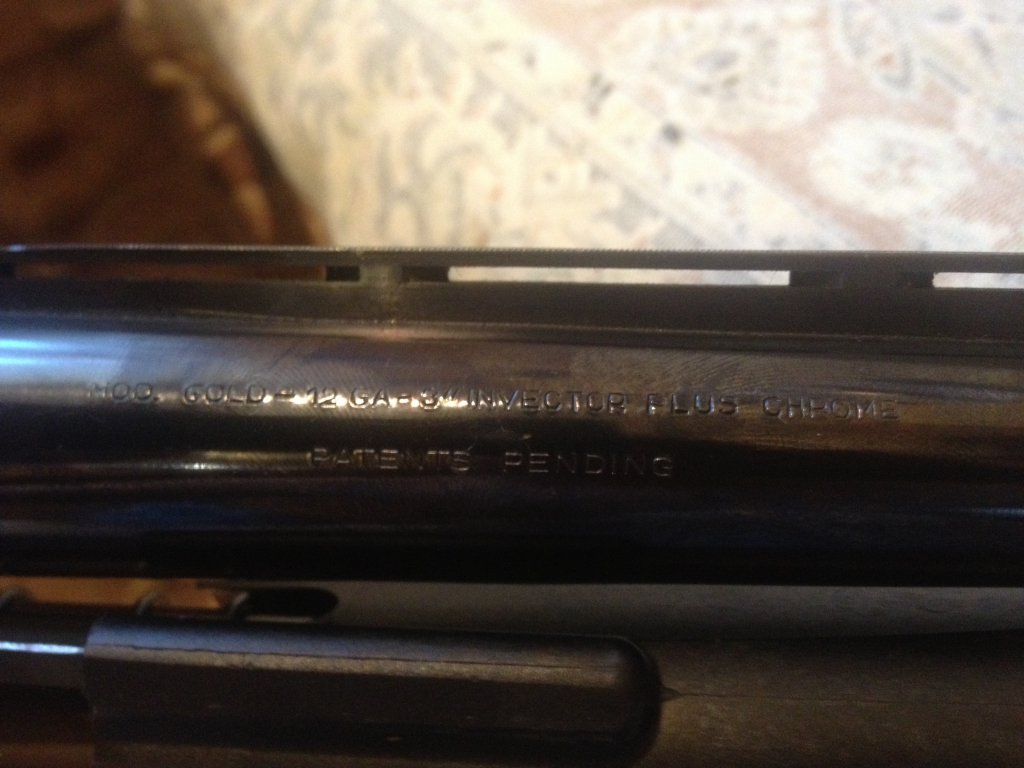 MOD. GOLD - 12 GA - 3" INVECTOR PLUS CHROME
PATENTS PENDING